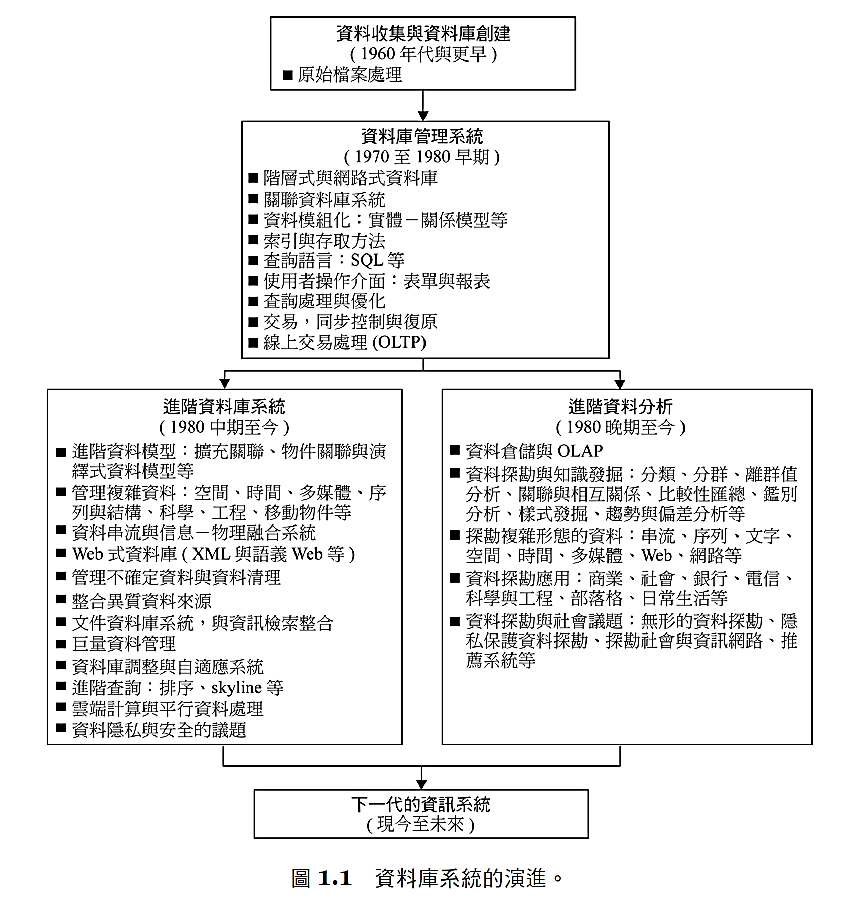 資料收集與資料庫創建
( 1960 年代與更早 )
■ 原始檔案處理
資料庫管理系統
( 1970 至 1980 早期 )
■ 階層式與網路式資料庫
■ 關聯資料庫系統
■ 資料模組化：實體－關係模型等
■ 索引與存取方法
■ 查詢語言：SQL 等
■ 使用者操作介面：表單與報表
■ 查詢處理與優化
■ 交易，同步控制與復原
■ 線上交易處理 (OLTP)
進階資料庫系統
( 1980 中期至今 )
■ 進階資料模型：擴充關聯、物件關聯與演
繹式資料模型等
■ 管理複雜資料：空間、時間、多媒體、序
列與結構、科學、工程、移動物件等
■ 資料串流與信息－物理融合系統
■ Web 式資料庫 ( XML 與語義 Web 等 )
■ 管理不確定資料與資料清理
■ 整合異質資料來源
■ 文件資料庫系統，與資訊檢索整合
■ 巨量資料管理
■ 資料庫調整與自適應系統
■ 進階查詢：排序、skyline 等
■ 雲端計算與平行資料處理
■ 資料隱私與安全的議題
進階資料分析
( 1980 晚期至今 )
■ 資料倉儲與 OLAP
■ 資料探勘與知識發掘：分類、分群、離群值
分析、關聯與相互關係、比較性匯總、鑑別
分析、樣式發掘、趨勢與偏差分析等
■ 探勘複雜形態的資料：串流、序列、文字、
空間、時間、多媒體、Web、網路等
■ 資料探勘應用：商業、社會、銀行、電信、
科學與工程、部落格、日常生活等
■ 資料探勘與社會議題：無形的資料探勘、隱
私保護資料探勘、探勘社會與資訊網路、推
薦系統等
下一代的資訊系統
( 現今至未來 )
圖 1.1 資料庫系統的演進。